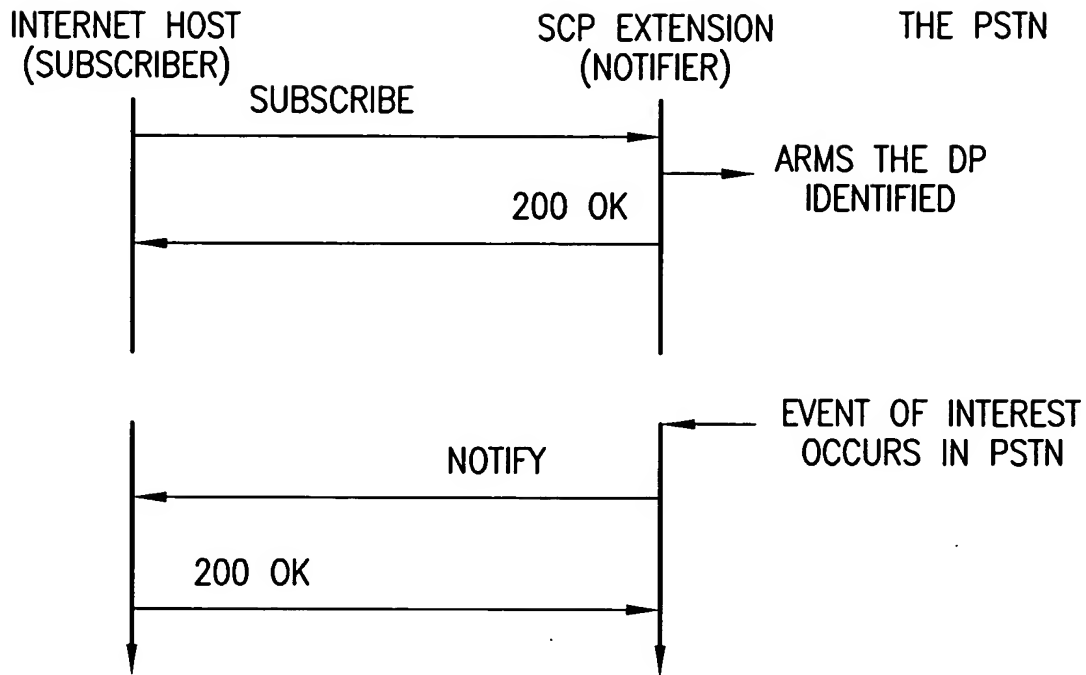 INTERNET HOST
(SUBSCRIBER)
SCP EXTENSION
(NOTIFIER)
THE PSTN
SUBSCRIBE
ARMS THE DP
IDENTIFIED
200 OK
EVENT OF INTEREST
OCCURS IN PSTN
NOTIFY
200 OK